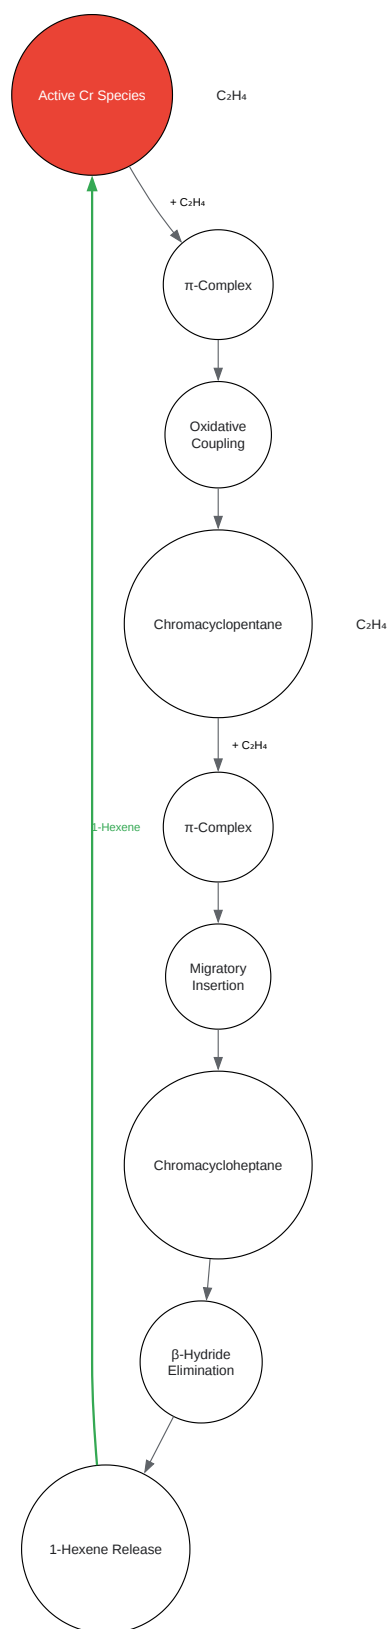 Active Cr Species
C₂H₄
+ C₂H₄
π-Complex
Oxidative
Coupling
Chromacyclopentane
C₂H₄
+ C₂H₄
1-Hexene
π-Complex
Migratory
Insertion
Chromacycloheptane
β-Hydride
Elimination
1-Hexene Release